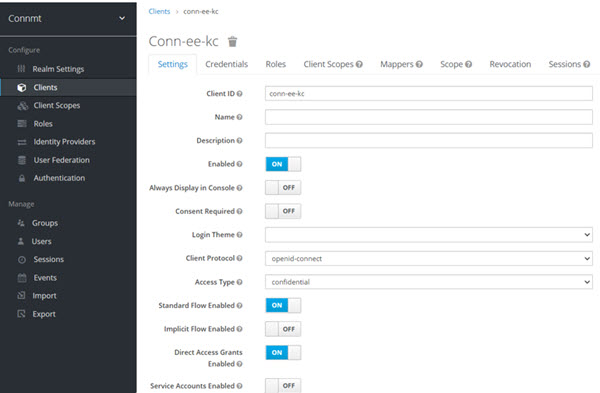 Connmt
Configure
Realm Settings
Clients
Client Scopes
Roles
Identity Providers
User Federation
Authentication
Manage
Groups
Users
Sessions
Events
Import
Export
Clients > conn-ee-kc
Conn-ee-kc
Settings Credentials Roles Client Scopes Mappers Scope Revocation Sessions
Client ID conn-ee-kc
Name
Description
Enabled ON
Always Display in Console OFF
Consent Required OFF
Login Theme
Client Protocol openid-connect
Access Type confidential
Standard Flow Enabled ON
Implicit Flow Enabled OFF
Direct Access Grants
Enabled ON
Service Accounts Enabled OFF